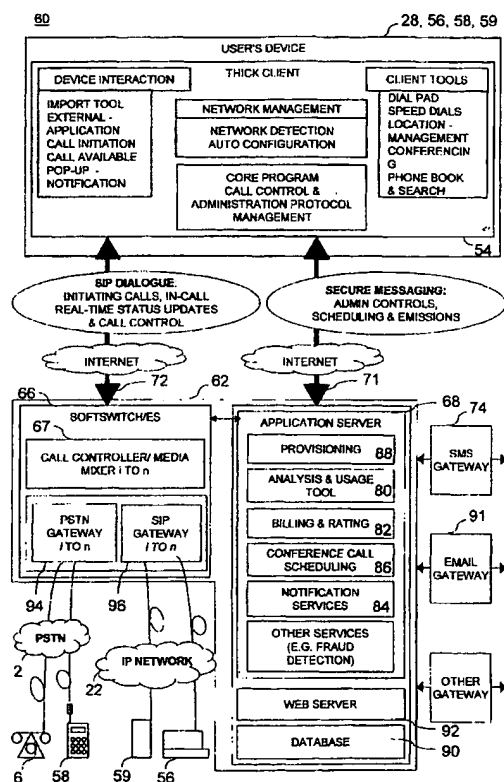 60
28, 56, 58, 59
USER'S DEVICE
THICK CLIENT
DEVICE INTERACTION
IMPORT TOOL
EXTERNAL -
APPLICATION
CALL INITIATION
CALL AVAILABLE
POP-UP -
NOTIFICATION
NETWORK MANAGEMENT
NETWORK DETECTION
AUTO CONFIGURATION
CORE PROGRAM
CALL CONTROL &
ADMINISTRATION PROTOCOL
MANAGEMENT
CLIENT TOOLS
DIAL PAD
SPEED DIALS
LOCATION -
MANAGEMENT
CONFERENCIN
G
PHONE BOOK
& SEARCH
54
SIP DIALOGUE:
INITIATING CALLS, IN-CALL
REAL-TIME STATUS UPDATES
& CALL CONTROL
SECURE MESSAGING:
ADMIN CONTROLS,
SCHEDULING & EMISSIONS
INTERNET
INTERNET
72
71
66
62
68
SOFTSWITCH/ES
67
CALL CONTROLLER/ MEDIA
MIXER I TO n
PSTN
GATEWAY
I TO n
SIP
GATEWAY
I TO n
94
96
PSTN
2
IP NETWORK
22
6
58
59
56
APPLICATION SERVER
PROVISIONING
88
ANALYSIS & USAGE
TOOL
80
BILLING & RATING
82
CONFERENCE CALL
SCHEDULING
86
NOTIFICATION
SERVICES
84
OTHER SERVICES
(E.G. FRAUD
DETECTION)
WEB SERVER
92
DATABASE
90
74
SMS
GATEWAY
91
EMAIL
GATEWAY
OTHER
GATEWAY